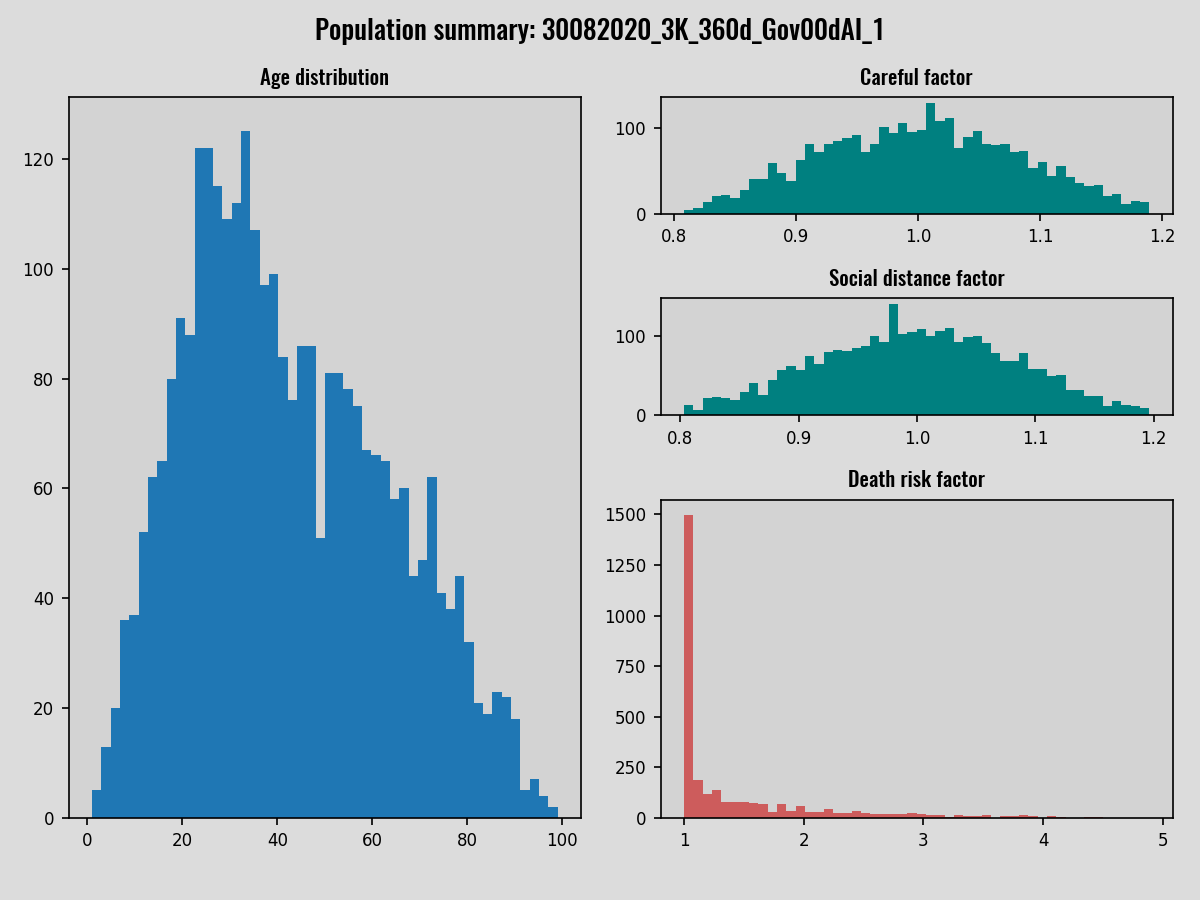 Population summary: 30082020_3K_360d_Gov00dAI_1
Age distribution
120
100
80
60
40
20
0
0 20 40 60 80 100
Careful factor
100
0
0.8 0.9 1.0 1.1 1.2
Social distance factor
100
0
0.8 0.9 1.0 1.1 1.2
Death risk factor
1500
1250
1000
750
500
250
0
1 2 3 4 5